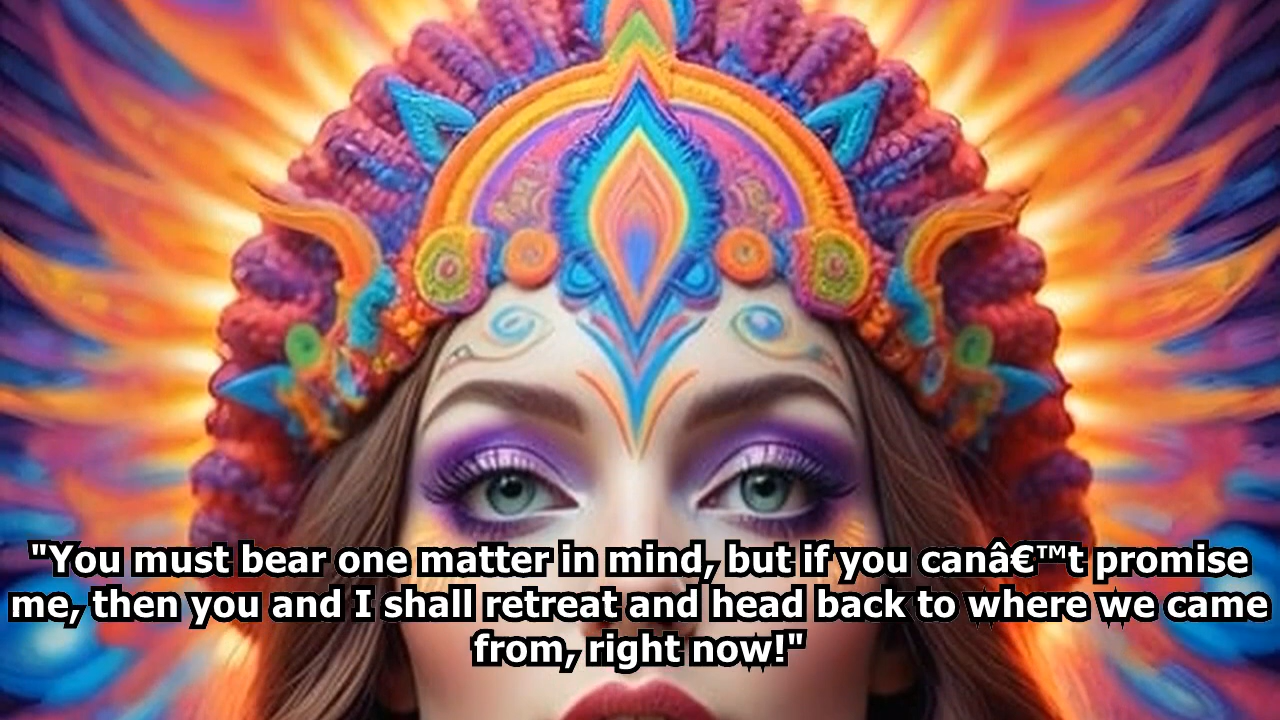 "You must bear one matter in mind, but if you canâ€™t promise
me, then you and I shall retreat and head back to where we came
from, right now!"